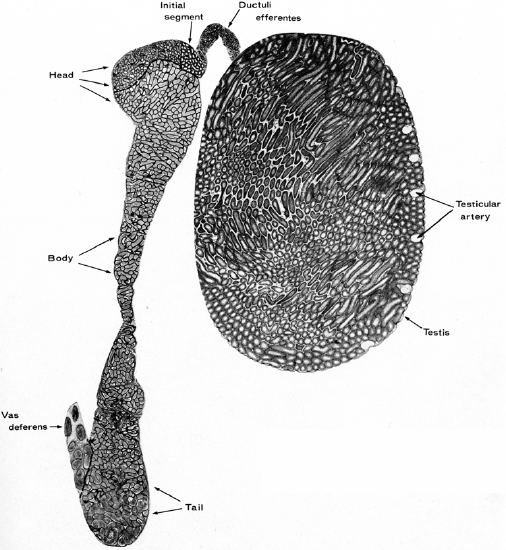 Initial
segment
Ductuli
efferentes
Head
Testicular
artery
Body
Testis
Vas
deferens
Tail